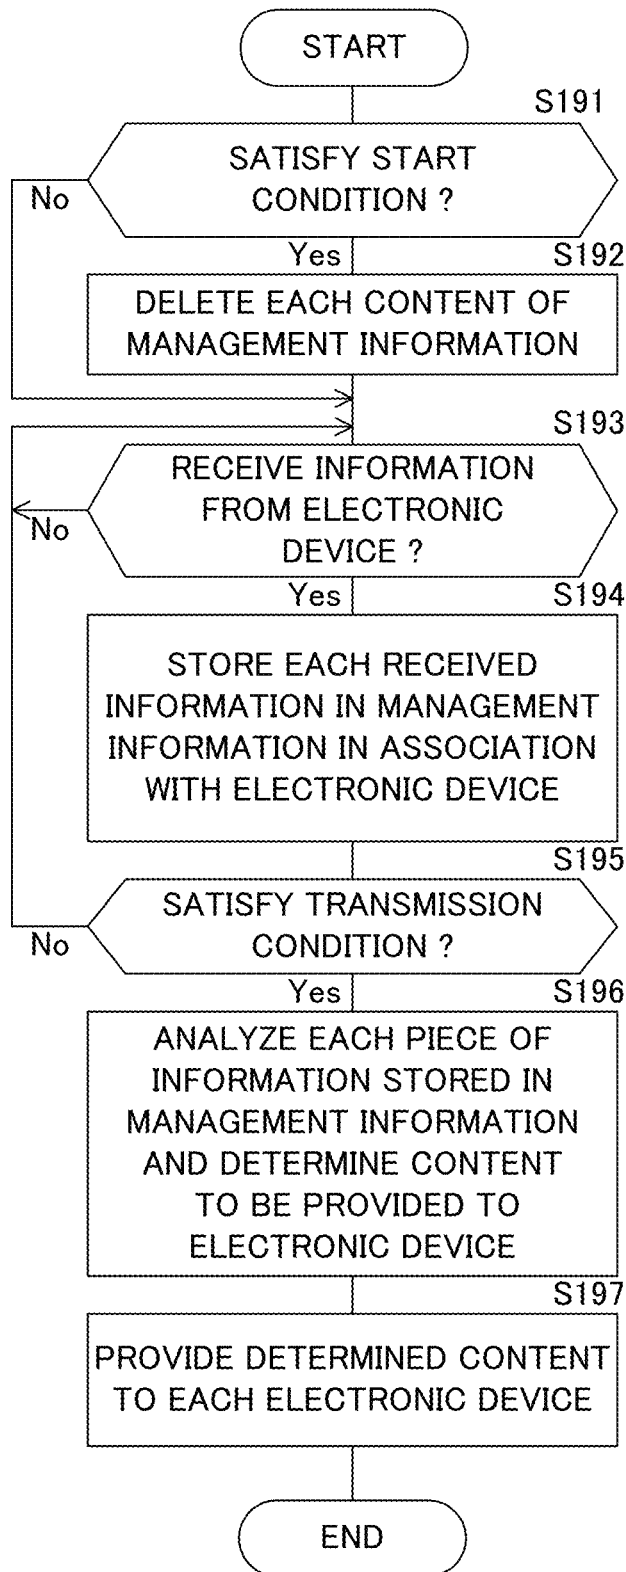 START
S191
SATISFY START
CONDITION ?
No
Yes
S192
DELETE EACH CONTENT OF
MANAGEMENT INFORMATION
S193
RECEIVE INFORMATION
FROM ELECTRONIC
DEVICE ?
No
Yes
S194
STORE EACH RECEIVED
INFORMATION IN MANAGEMENT
INFORMATION IN ASSOCIATION
WITH ELECTRONIC DEVICE
S195
SATISFY TRANSMISSION
CONDITION ?
No
Yes
S196
ANALYZE EACH PIECE OF
INFORMATION STORED IN
MANAGEMENT INFORMATION
AND DETERMINE CONTENT
TO BE PROVIDED TO
ELECTRONIC DEVICE
S197
PROVIDE DETERMINED CONTENT
TO EACH ELECTRONIC DEVICE
END